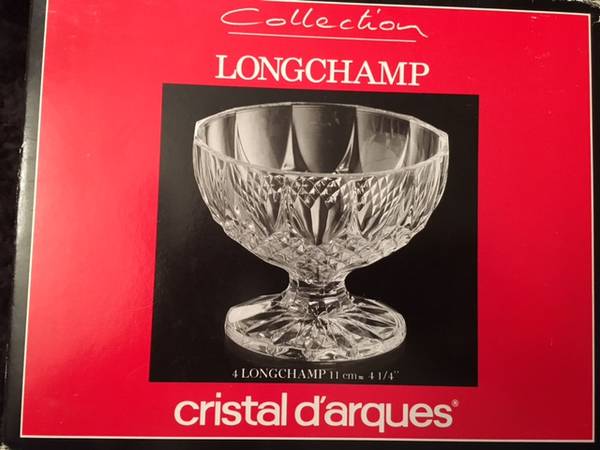 Collection
LONGCHAMP
4 LONGCHAMP 11 cm 4 1/4"
cristal d'arques®